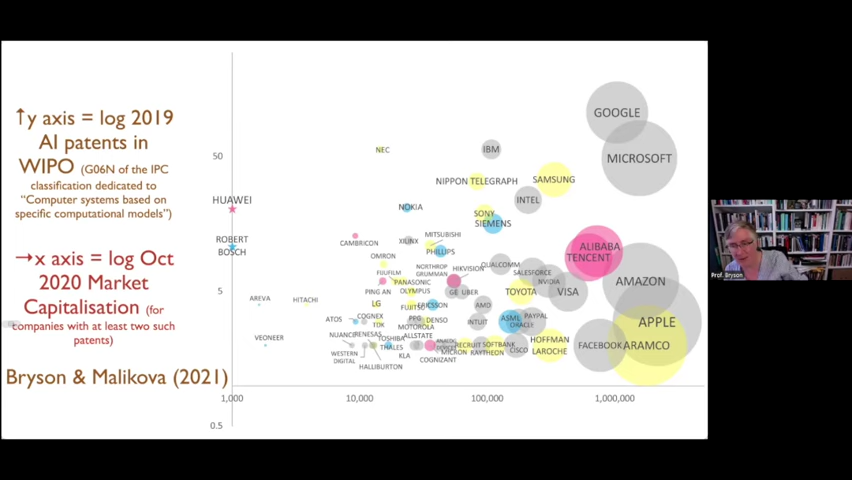 ↑y axis = log 2019
AI patents in
WIPO (G06N of the IPC
classification dedicated to
"Computer systems based on
specific computational models")
→x axis = log Oct
2020 Market
Capitalisation (for
companies with at least two such
patents)
Bryson & Malikova (2021)
50
5
0.5
1,000
10,000
100,000
1,000,000
GOOGLE
MICROSOFT
NEC
IBM
NIPPON TELEGRAPH
SAMSUNG
INTEL
HUAWEI
NOKIA
SONY
SIEMENS
ROBERT
BOSCH
CAMBRICON
XILINX
MITSUBISHI
PHILLIPS
ALIBABA
TENCENT
OMRON
FUJIFILM
NORTHROP
GRUMMAN
HIKVISION
QUALCOMM
SALESFORCE
NVIDIA
AMAZON
PING AN
PANASONIC
OLYMPUS
GE
UBER
TOYOTA
VISA
AREVA
HITACHI
LG
FUJITSU
ERICSSON
AMD
COGNEX
ATOS
TDK
PPG
DENSO
MOTOROLA
INTUIT
ASML
ORACLE
PAYPAL
APPLE
VEONEER
NUANCE
RENESAS
TOSHIBA
THALES
ALLSTATE
KLA
COGNIZANT
MICRON
RECRUIT
RAYTHEON
SOFTBANK
CISCO
HOFFMAN
LAROCHE
FACEBOOK
ARAMCO
WESTERN
DIGITAL
HALLIBURTON
Prof. Bryson